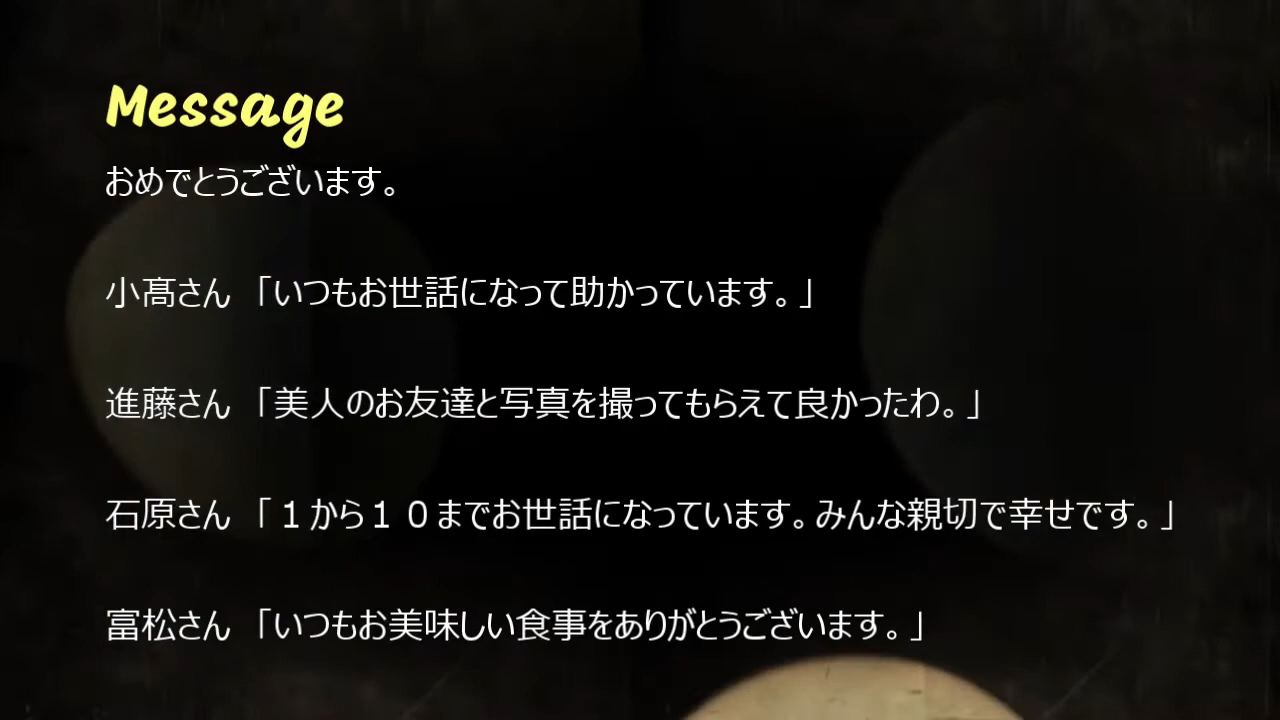 Message
おめでとうございます。
小髙さん 「いつもお世話になって助かっています。」
進藤さん 「美人のお友達と写真を撮ってもらえて良かったわ。」
石原さん 「１から１０までお世話になっています。みんな親切で幸せです。」
富松さん 「いつもお美味しい食事をありがとうございます。」